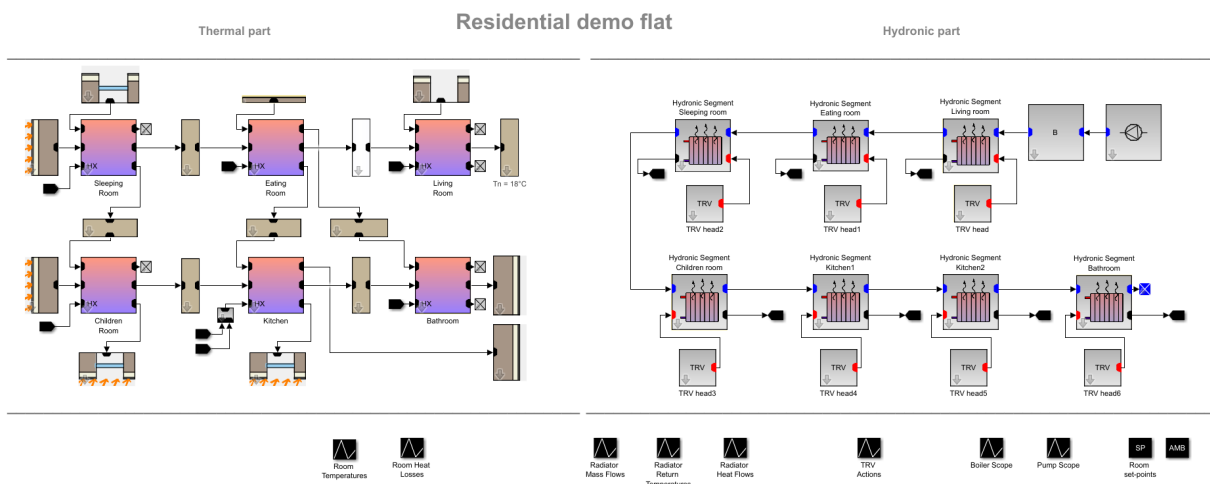 Residential demo flat
Thermal part
Hydronic part
HX
Sleeping
Room
HX
Eating
Room
HX
Living
Room
Tn = 18°C
HX
Children
Room
HX
Kitchen
HX
Bathroom
Hydronic Segment
Sleeping room
Hydronic Segment
Eating room
Hydronic Segment
Living room
B
TRV
TRV head2
TRV
TRV head1
TRV
TRV head
Hydronic Segment
Children room
Hydronic Segment
Kitchen1
Hydronic Segment
Kitchen2
Hydronic Segment
Bathroom
TRV
TRV head3
TRV
TRV head4
TRV
TRV head5
TRV
TRV head6
Room
Temperatures
Room Heat
Losses
Radiator
Mass Flows
Radiator
Return
Temperatures
Radiator
Heat Flows
TRV
Actions
Boiler Scope
Pump Scope
SP
Room
set-points
AMB